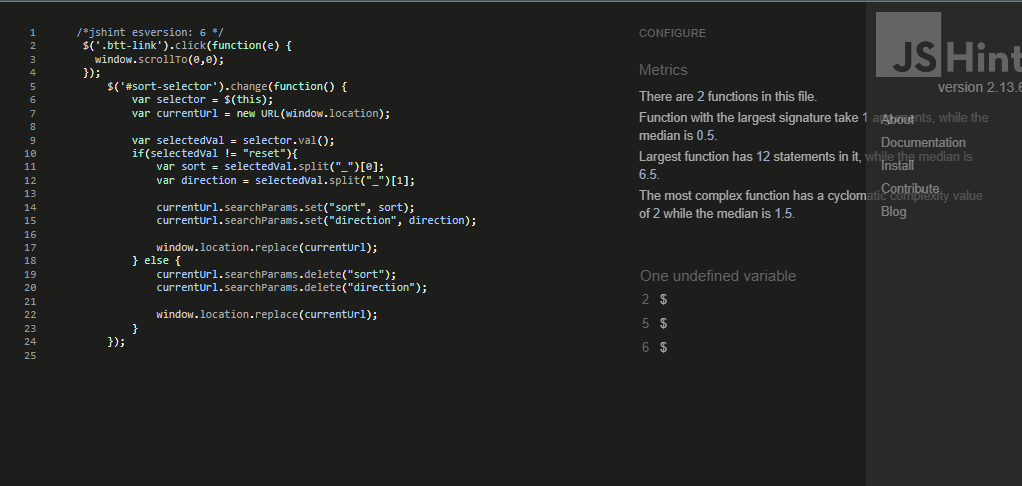 1 /*jshint esversion: 6 */
2 $('.btt-link').click(function(e) {
3 window.scrollTo(0,0);
4 });
5 $('#sort-selector').change(function() {
6 var selector = $(this);
7 var currentUrl = new URL(window.location);
8
9 var selectedVal = selector.val();
10 if(selectedVal != "reset"){
11 var sort = selectedVal.split("_")[0];
12 var direction = selectedVal.split("_")[1];
13
14 currentUrl.searchParams.set("sort", sort);
15 currentUrl.searchParams.set("direction", direction);
16
17 window.location.replace(currentUrl);
18 } else {
19 currentUrl.searchParams.delete("sort");
20 currentUrl.searchParams.delete("direction");
21
22 window.location.replace(currentUrl);
23 }
24 });
25
CONFIGURE
Metrics
There are 2 functions in this file.
Function with the largest signature take 1 arguments, while the
median is 0.5.
Largest function has 12 statements in it, while the median is
6.5.
The most complex function has a cyclomatic complexity value
of 2 while the median is 1.5.
One undefined variable
2 $
5 $
6 $
JSHint
version 2.13.6
About
Documentation
Install
Contribute
Blog